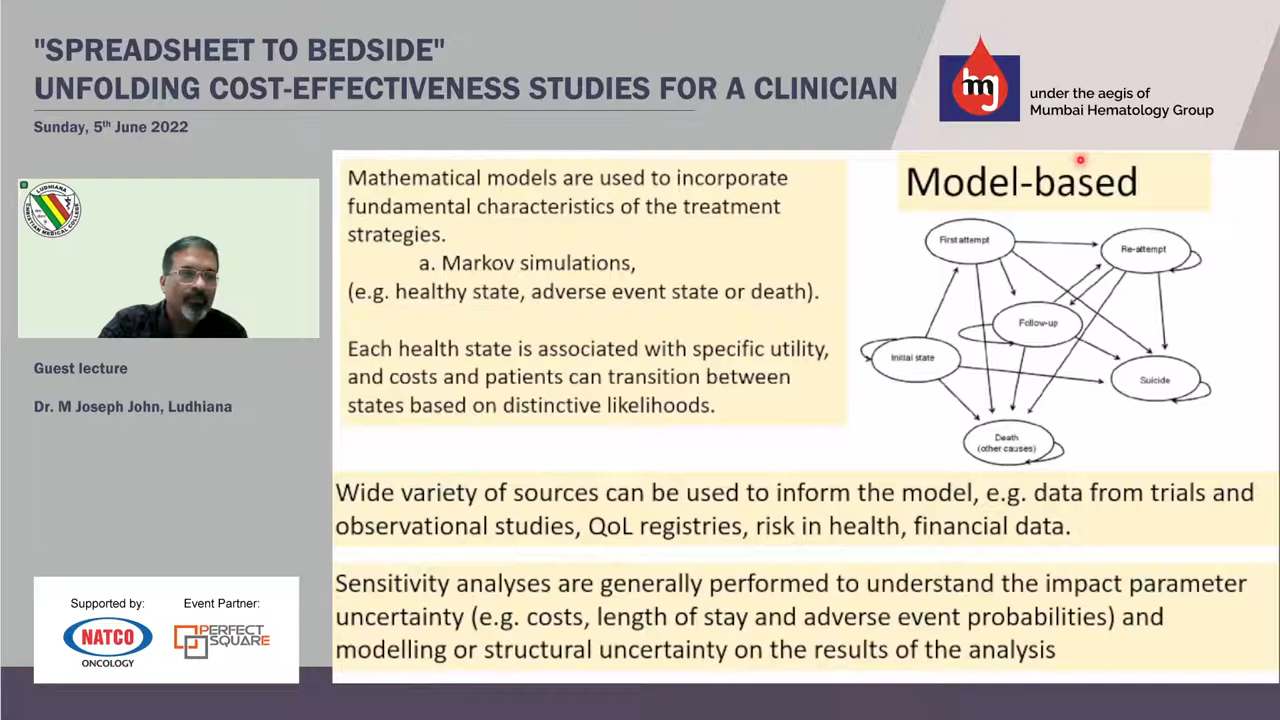 "SPREADSHEET TO BEDSIDE"
UNFOLDING COST-EFFECTIVENESS STUDIES FOR A CLINICIAN
Sunday, 5th June 2022
mg
under the aegis of
Mumbai Hematology Group
LUDHIANA
CHRISTIAN MEDICAL COLLEGE
Guest lecture
Dr. M Joseph John, Ludhiana
Supported by:
NATCO
ONCOLOGY
Event Partner:
PERFECT
SQUARE
Mathematical models are used to incorporate
fundamental characteristics of the treatment
strategies.
a. Markov simulations,
(e.g. healthy state, adverse event state or death).
Each health state is associated with specific utility,
and costs and patients can transition between
states based on distinctive likelihoods.
Model-based
First attempt
Re-attempt
Follow-up
Initial state
Suicide
Death
(other causes)
Wide variety of sources can be used to inform the model, e.g. data from trials and
observational studies, QoL registries, risk in health, financial data.
Sensitivity analyses are generally performed to understand the impact parameter
uncertainty (e.g. costs, length of stay and adverse event probabilities) and
modelling or structural uncertainty on the results of the analysis